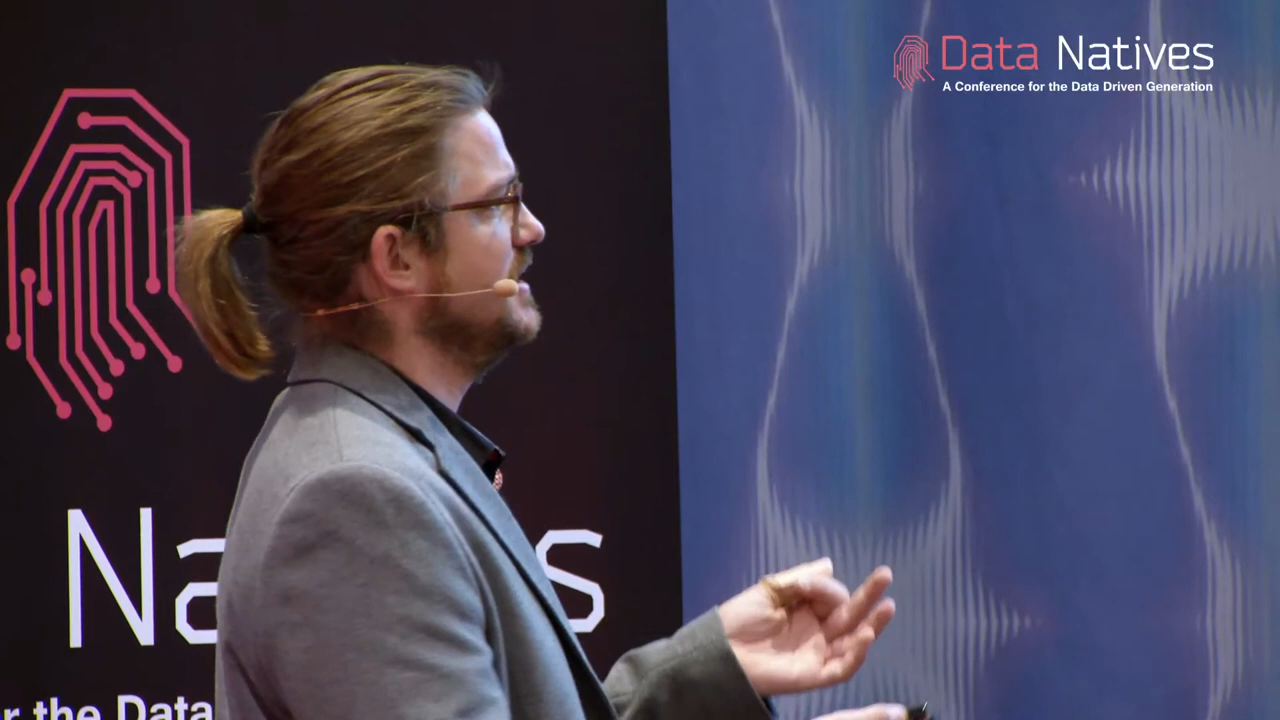 Data Natives
A Conference for the Data Driven Generation
Na s
r the Data